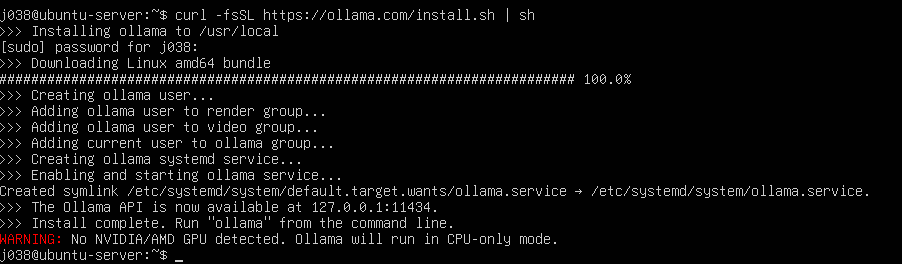 j038@ubuntu-server:~$ curl -fsSL https://ollama.com/install.sh | sh
>>> Installing ollama to /usr/local
[sudo] password for j038:
>>> Downloading Linux amd64 bundle
######################################################################## 100.0%
>>> Creating ollama user...
>>> Adding ollama user to render group...
>>> Adding ollama user to video group...
>>> Adding current user to ollama group...
>>> Creating ollama systemd service...
>>> Enabling and starting ollama service...
Created symlink /etc/systemd/system/default.target.wants/ollama.service → /etc/systemd/system/ollama.service.
>>> The Ollama API is now available at 127.0.0.1:11434.
>>> Install complete. Run "ollama" from the command line.
WARNING: No NVIDIA/AMD GPU detected. Ollama will run in CPU-only mode.
j038@ubuntu-server:~$ _